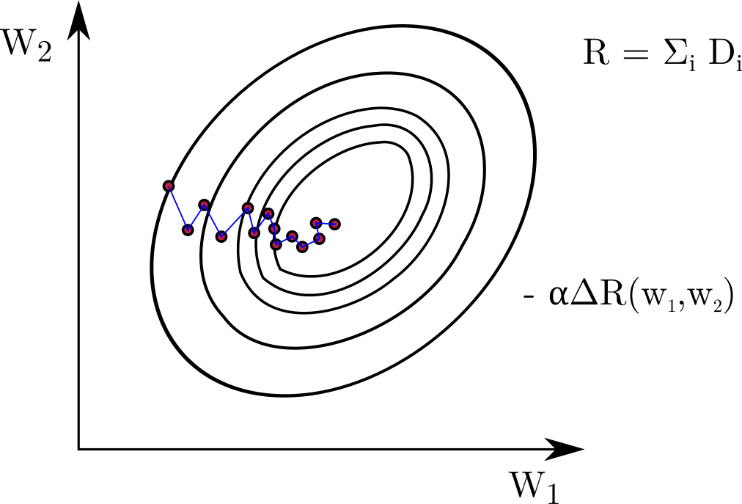 W₂
R = Σᵢ Dᵢ
- αΔR(w₁,w₂)
W₁